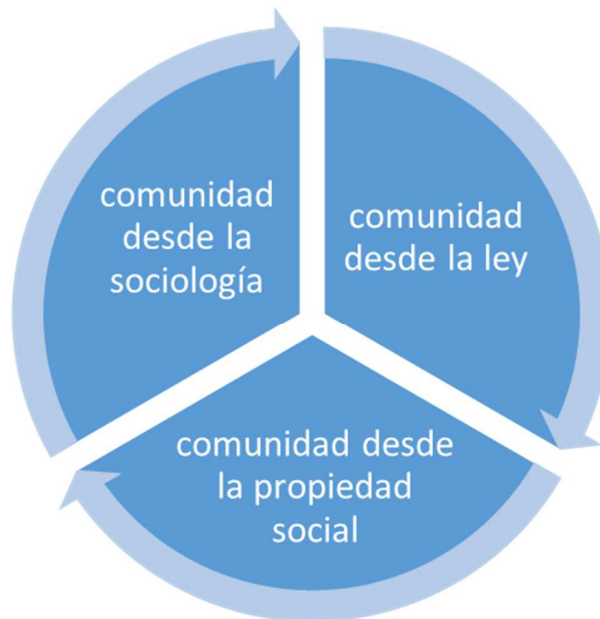 comunidad
desde la
sociología
comunidad
desde la ley
comunidad desde
la propiedad
social